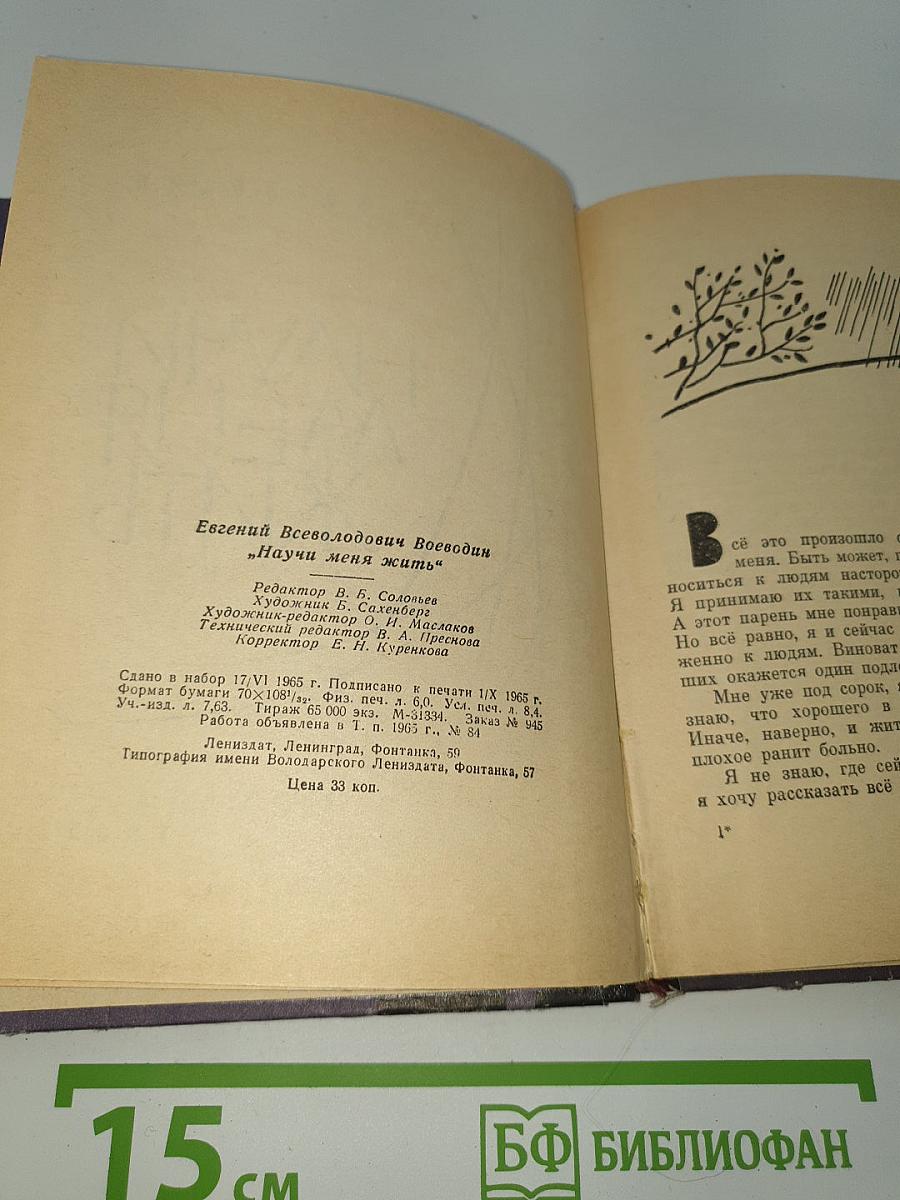 Евгений Всеволодович Воеводин
„Научи меня жить“
Редактор В. Б. Соловьев
Художник Б. Сахенберг
Художник-редактор О. И. Маслаков
Технический редактор В. А. Преснова
Корректор Е. Н. Куренкова
Сдано в набор 17/VI 1965 г. Подписано к печати 1/X 1965 г.
Формат бумаги 70×108¹/₃₂. Физ. печ. л. 6,0. Усл. печ. л. 8,4.
Уч.-изд. л. 7,63. Тираж 65 000 экз. М-31334. Заказ № 945
Работа объявлена в Т. п. 1965 г., № 84
Лениздат, Ленинград, Фонтанка, 59
Типография имени Володарского Лениздата, Фонтанка, 57
Цена 33 коп.
Всё это произошло
меня. Быть может,
носиться к людям насторо
Я принимаю их такими,
А этот парень мне понрави
Но всё равно, я и сейчас
женно к людям. Виноват
ших окажется один подле
Мне уже под сорок,
знаю, что хорошего в
Иначе, наверно, и жит
плохое ранит больно.
Я не знаю, где сей
я хочу рассказать всё
1*
15 см
БФ БИБЛИОФАН